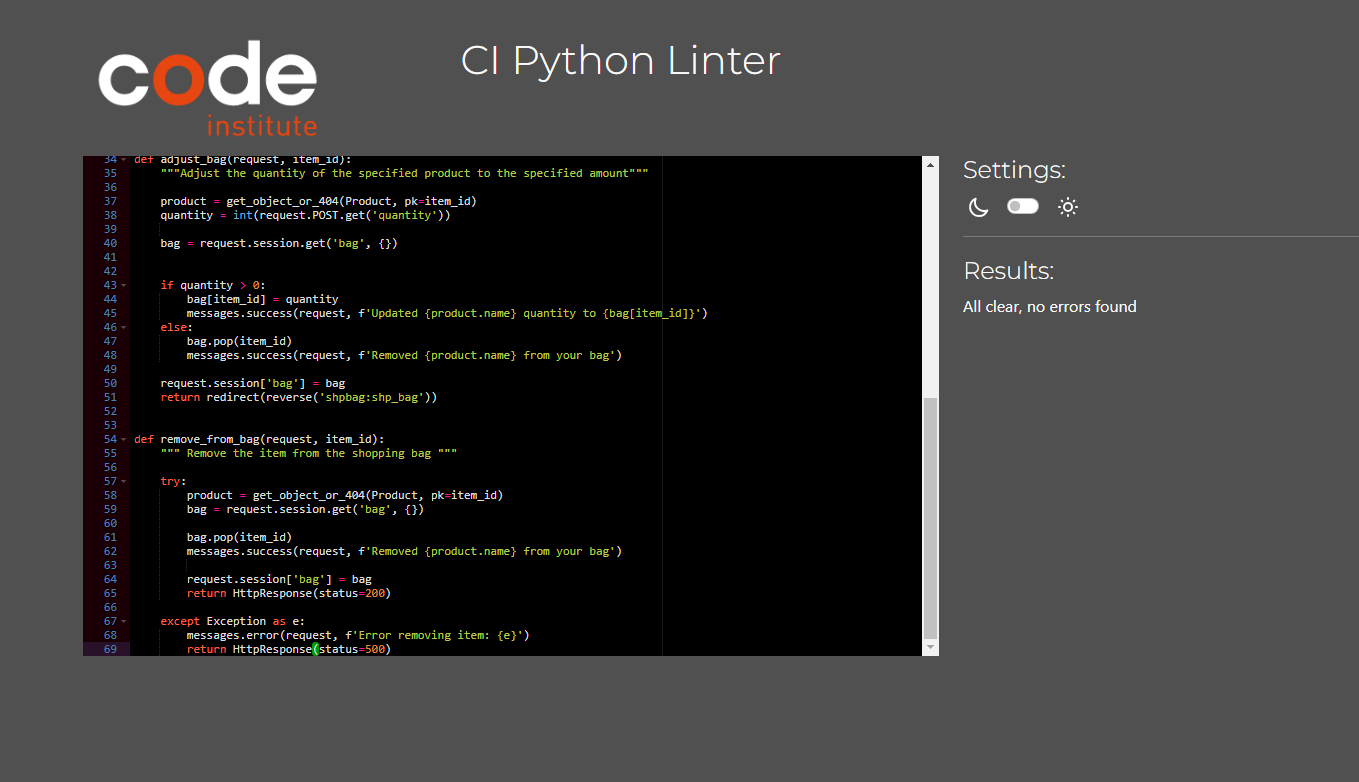 code
institute
CI Python Linter
34 def adjust_bag(request, item_id):
35     """Adjust the quantity of the specified product to the specified amount"""
36
37     product = get_object_or_404(Product, pk=item_id)
38     quantity = int(request.POST.get('quantity'))
39
40     bag = request.session.get('bag', {})
41
42
43     if quantity > 0:
44         bag[item_id] = quantity
45         messages.success(request, f'Updated {product.name} quantity to {bag[item_id]}')
46     else:
47         bag.pop(item_id)
48         messages.success(request, f'Removed {product.name} from your bag')
49
50     request.session['bag'] = bag
51     return redirect(reverse('shpbag:shp_bag'))
52
53
54 def remove_from_bag(request, item_id):
55     """ Remove the item from the shopping bag """
56
57     try:
58         product = get_object_or_404(Product, pk=item_id)
59         bag = request.session.get('bag', {})
60
61         bag.pop(item_id)
62         messages.success(request, f'Removed {product.name} from your bag')
63
64         request.session['bag'] = bag
65         return HttpResponse(status=200)
66
67     except Exception as e:
68         messages.error(request, f'Error removing item: {e}')
69         return HttpResponse(status=500)
Settings:
Results:
All clear, no errors found